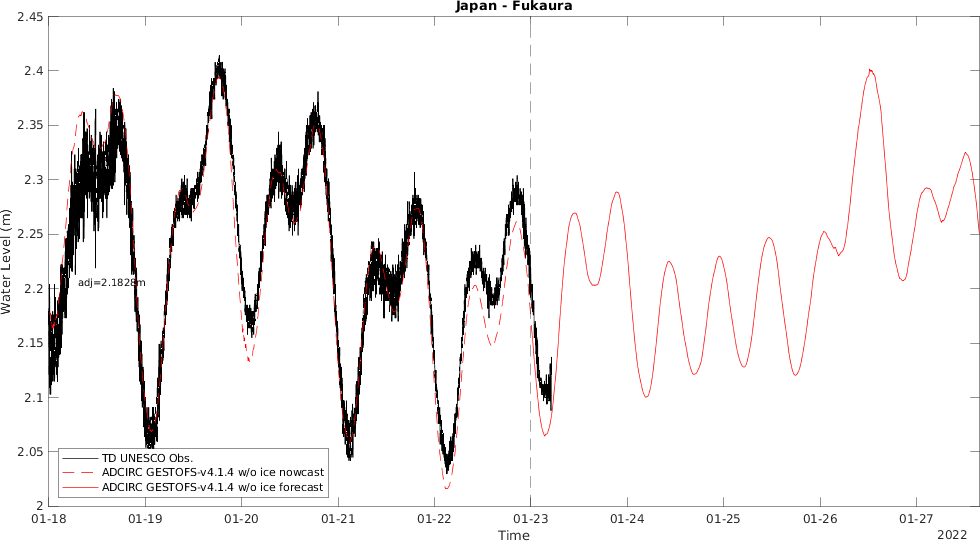 Japan - Fukaura
2.45
2.4
2.35
2.3
2.25
2.2
2.15
2.1
2.05
2
Water Level (m)
adj=2.1828m
TD UNESCO Obs.
ADCIRC GESTOFS-v4.1.4 w/o ice nowcast
ADCIRC GESTOFS-v4.1.4 w/o ice forecast
01-18 01-19 01-20 01-21 01-22 01-23 01-24 01-25 01-26 01-27
Time
2022